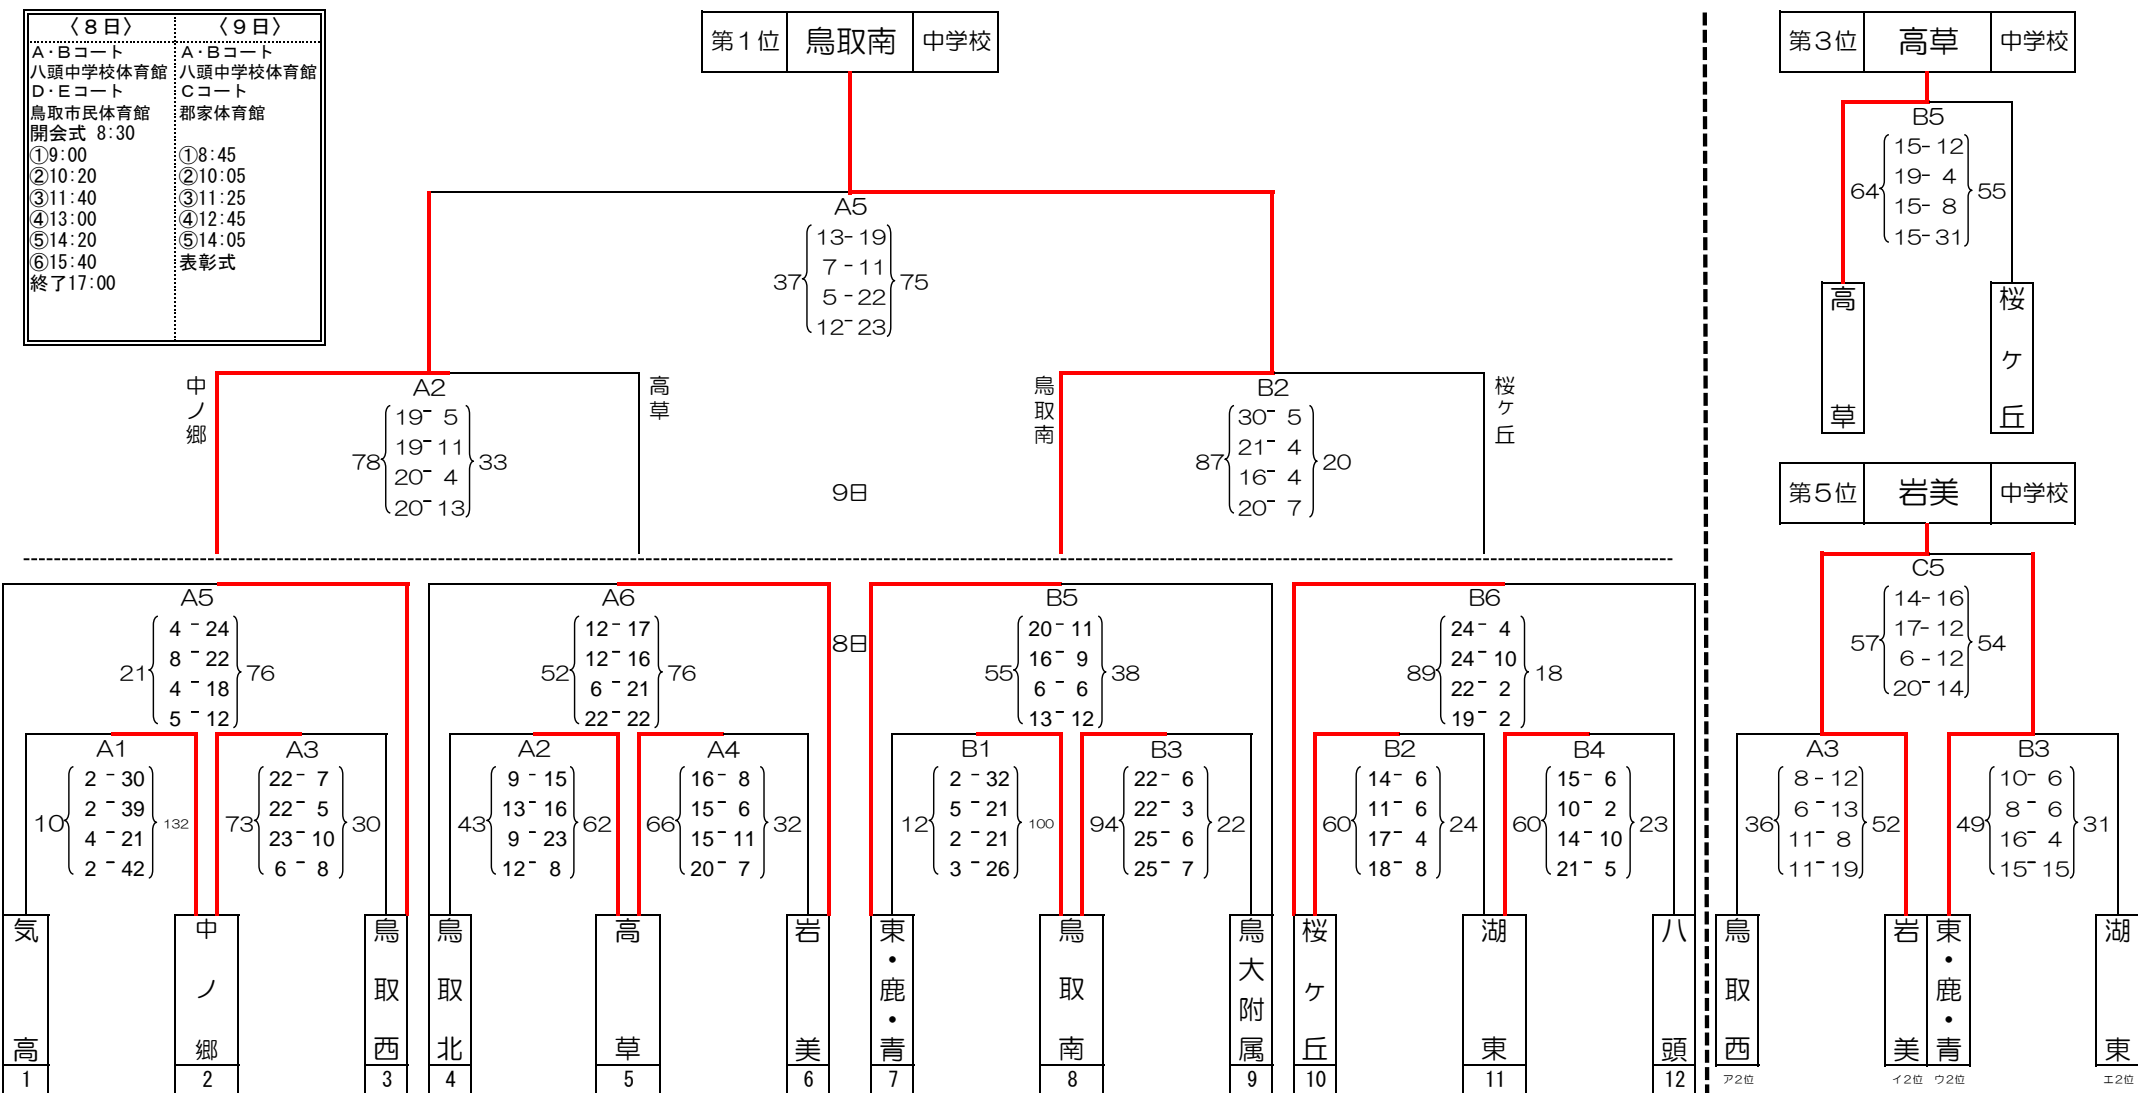 〈８日〉 〈９日〉
A・Bコート A・Bコート
八頭中学校体育館 八頭中学校体育館
D・Eコート Cコート
鳥取市民体育館 郡家体育館
開会式 8:30
①9:00 ①8:45
②10:20 ②10:05
③11:40 ③11:25
④13:00 ④12:45
⑤14:20 ⑤14:05
⑥15:40 表彰式
終了17:00
第１位 鳥取南 中学校
A5
13-19
7-11
37 75
5-22
12-23
中ノ郷
A2
19-5
19-11
78 33
20-4
20-13
高草
9日
鳥取南
B2
30-5
21-4
87 20
16-4
20-7
桜ヶ丘
A5
4-24
8-22
21 76
4-18
5-12
A6
12-17
12-16
52 76
6-21
22-22
8日
B5
20-11
16-9
55 38
6-6
13-12
B6
24-4
24-10
89 18
22-2
19-2
A1
2-30
2-39
10 132
4-21
2-42
A3
22-7
22-5
73 30
23-10
6-8
A2
9-15
13-16
43 62
9-23
12-8
A4
16-8
15-6
66 32
15-11
20-7
B1
2-32
5-21
12 100
2-21
3-26
B3
22-6
22-3
94 22
25-6
25-7
B2
14-6
11-6
60 24
17-4
18-8
B4
15-6
10-2
60 23
14-10
21-5
気高
1
中ノ郷
2
鳥取西
3
鳥取北
4
高草
5
岩美
6
東・鹿・青
7
鳥取南
8
鳥大附属
9
桜ヶ丘
10
湖東
11
八頭
12
第３位 高草 中学校
B5
15-12
19-4
64 55
15-8
15-31
高草
桜ヶ丘
第５位 岩美 中学校
C5
14-16
17-12
57 54
6-12
20-14
A3
8-12
6-13
36 52
11-8
11-19
B3
10-6
8-6
49 31
16-4
15-15
鳥取西
ア2位
岩美
イ2位
東・鹿・青
ウ2位
湖東
エ2位